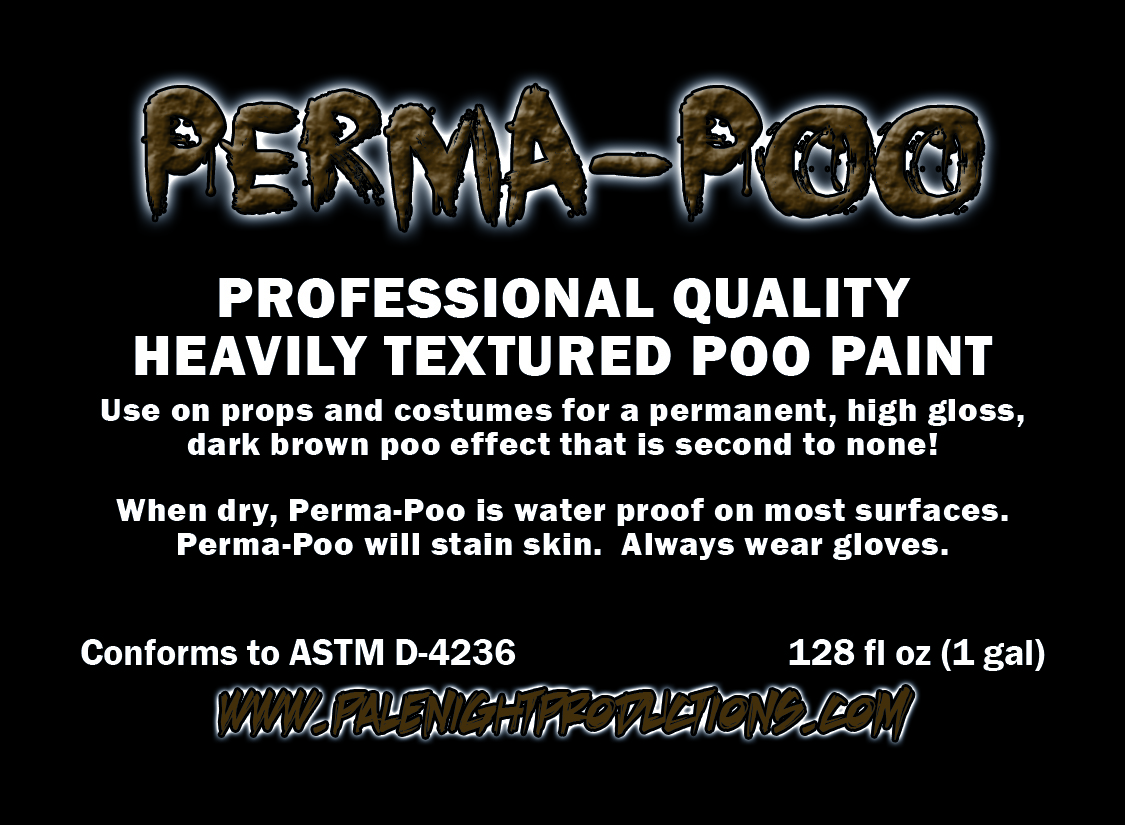 PERMA-POO
PROFESSIONAL QUALITY
HEAVILY TEXTURED POO PAINT
Use on props and costumes for a permanent, high gloss,
dark brown poo effect that is second to none!
When dry, Perma-Poo is water proof on most surfaces.
Perma-Poo will stain skin.  Always wear gloves.
Conforms to ASTM D-4236 128 fl oz (1 gal)
WWW.PALENIGHTPRODUCTIONS.COM